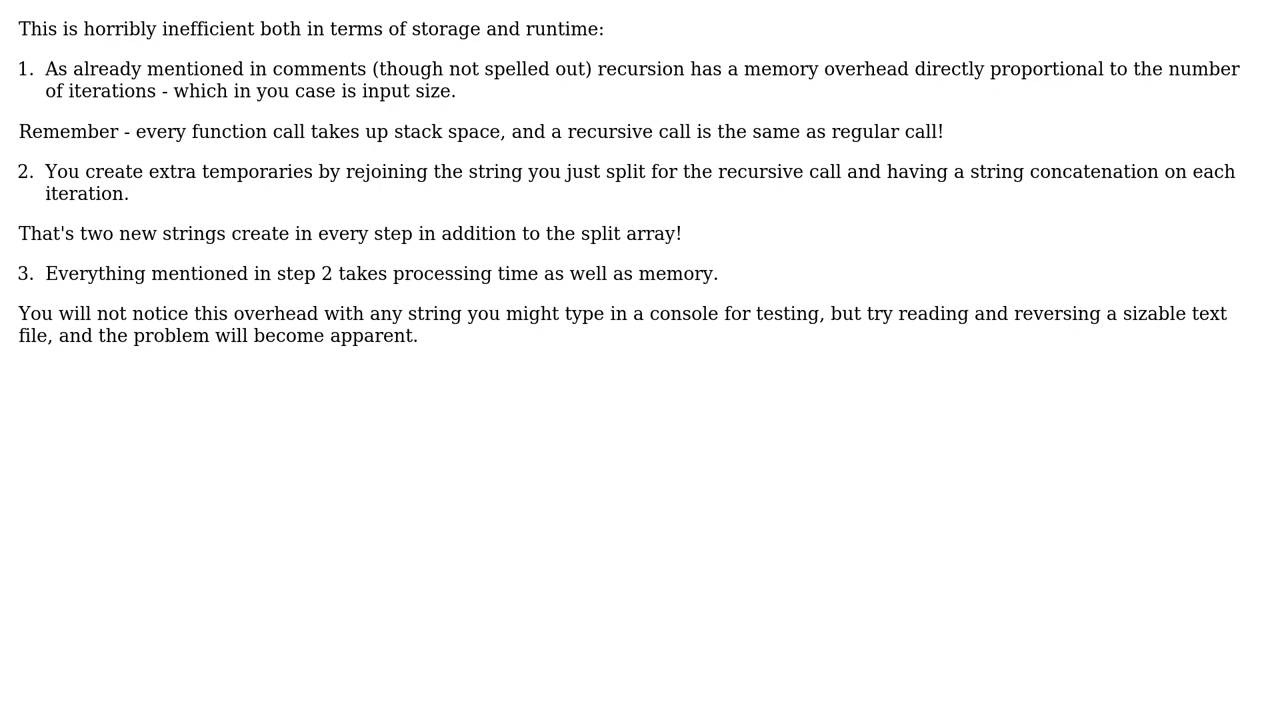 This is horribly inefficient both in terms of storage and runtime:
1. As already mentioned in comments (though not spelled out) recursion has a memory overhead directly proportional to the number
of iterations - which in you case is input size.
Remember - every function call takes up stack space, and a recursive call is the same as regular call!
2. You create extra temporaries by rejoining the string you just split for the recursive call and having a string concatenation on each
iteration.
That's two new strings create in every step in addition to the split array!
3. Everything mentioned in step 2 takes processing time as well as memory.
You will not notice this overhead with any string you might type in a console for testing, but try reading and reversing a sizable text
file, and the problem will become apparent.